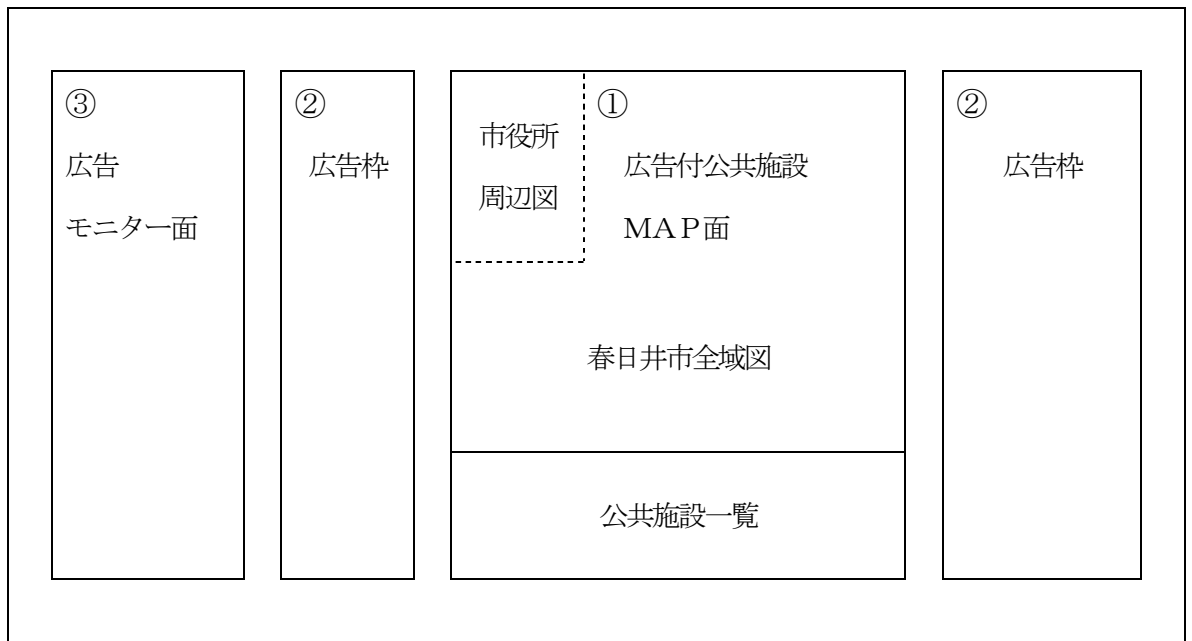 ③
広告
モニター面
②
広告枠
市役所
周辺図
①
広告付公共施設
MAP面
春日井市全域図
公共施設一覧
②
広告枠